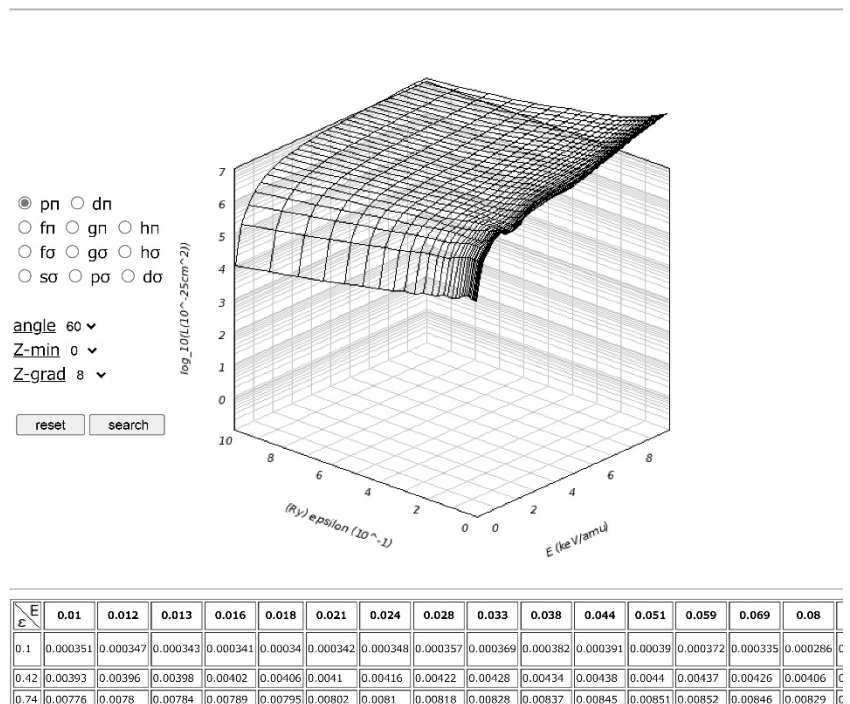 pп dп
fп gп hп
fσ gσ hσ
sσ pσ dσ
angle 60
Z-min 0
Z-grad 8
reset search
log_10(L(10^-25cm^2))
7
6
5
4
3
2
1
0
10 8 6 4 2 0
(Ry) epsilon (10^-1)
0 2 4 6 8
E (keV/amu)
E ε 0.01 0.012 0.013 0.016 0.018 0.021 0.024 0.028 0.033 0.038 0.044 0.051 0.059 0.069 0.08
0.1 0.000351 0.000347 0.000343 0.000341 0.00034 0.000342 0.000348 0.000357 0.000369 0.000382 0.000391 0.00039 0.000372 0.000335 0.000286
0.42 0.00393 0.00396 0.00398 0.00402 0.00406 0.0041 0.00416 0.00422 0.00428 0.00434 0.00438 0.0044 0.00437 0.00426 0.00406
0.74 0.00776 0.0078 0.00784 0.00789 0.00795 0.00802 0.0081 0.00818 0.00828 0.00837 0.00845 0.00851 0.00852 0.00846 0.00829